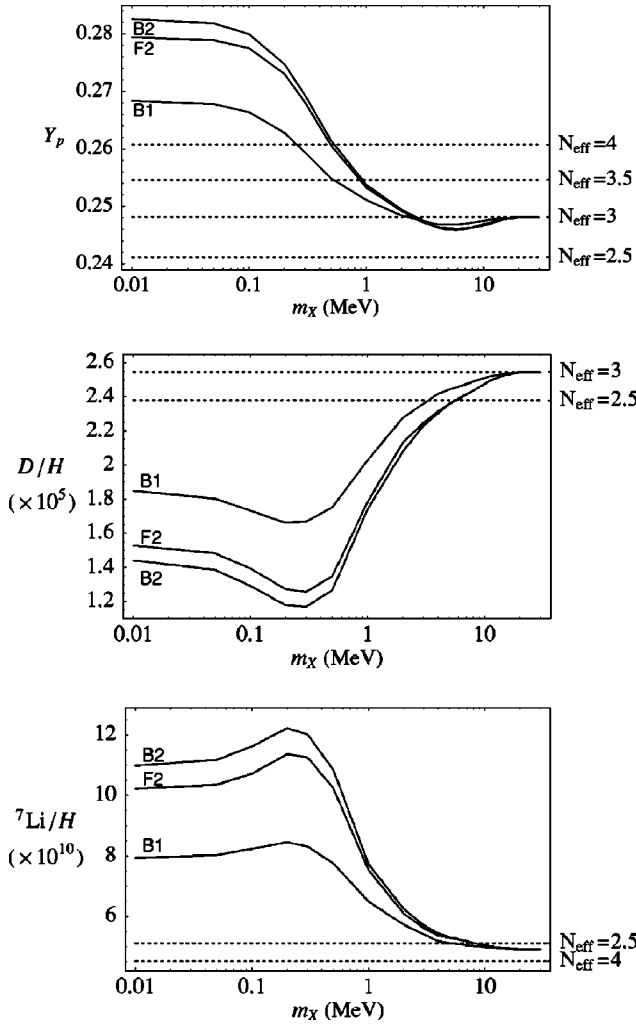 0.28
B2
F2
0.27
B1
Y_p
0.26
N_eff=4
N_eff=3.5
0.25
N_eff=3
N_eff=2.5
0.24
0.01 0.1 1 10
m_X (MeV)
2.6
N_eff=3
2.4
N_eff=2.5
2.2
D/H
2
(×10^5)
B1
1.8
1.6
F2
1.4
B2
1.2
0.01 0.1 1 10
m_X (MeV)
12
B2
10
F2
^7Li/H
(×10^10)
B1
8
6
N_eff=2.5
N_eff=4
0.01 0.1 1 10
m_X (MeV)